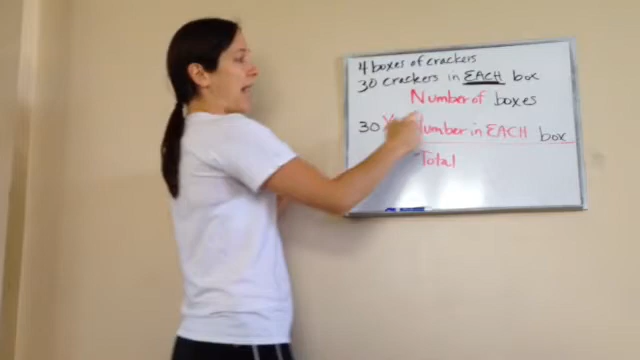 4 boxes of crackers
30 crackers in EACH box
Number of boxes
30 X Number in EACH box
Total